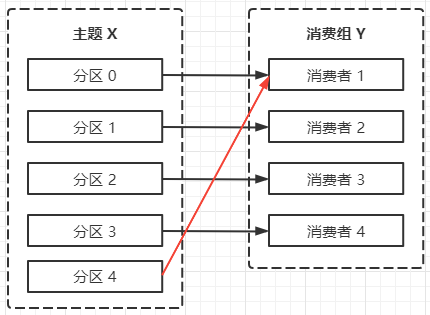 主题 X
分区 0
分区 1
分区 2
分区 3
分区 4
消费组 Y
消费者 1
消费者 2
消费者 3
消费者 4